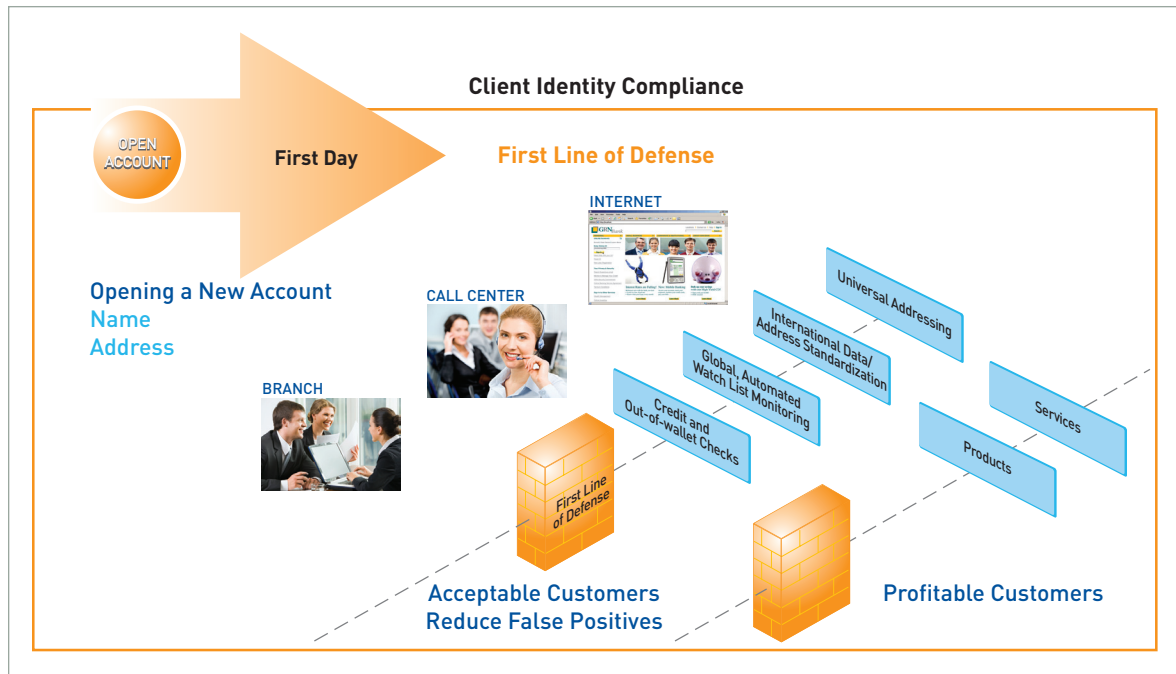 Client Identity Compliance
OPEN
ACCOUNT
First Day
First Line of Defense
INTERNET
GRNbank
Opening a New Account
Name
Address
CALL CENTER
BRANCH
Universal Addressing
International Data/
Address Standardization
Global, Automated
Watch List Monitoring
Credit and
Out-of-wallet Checks
Services
Products
First Line
of Defense
Acceptable Customers
Reduce False Positives
Profitable Customers